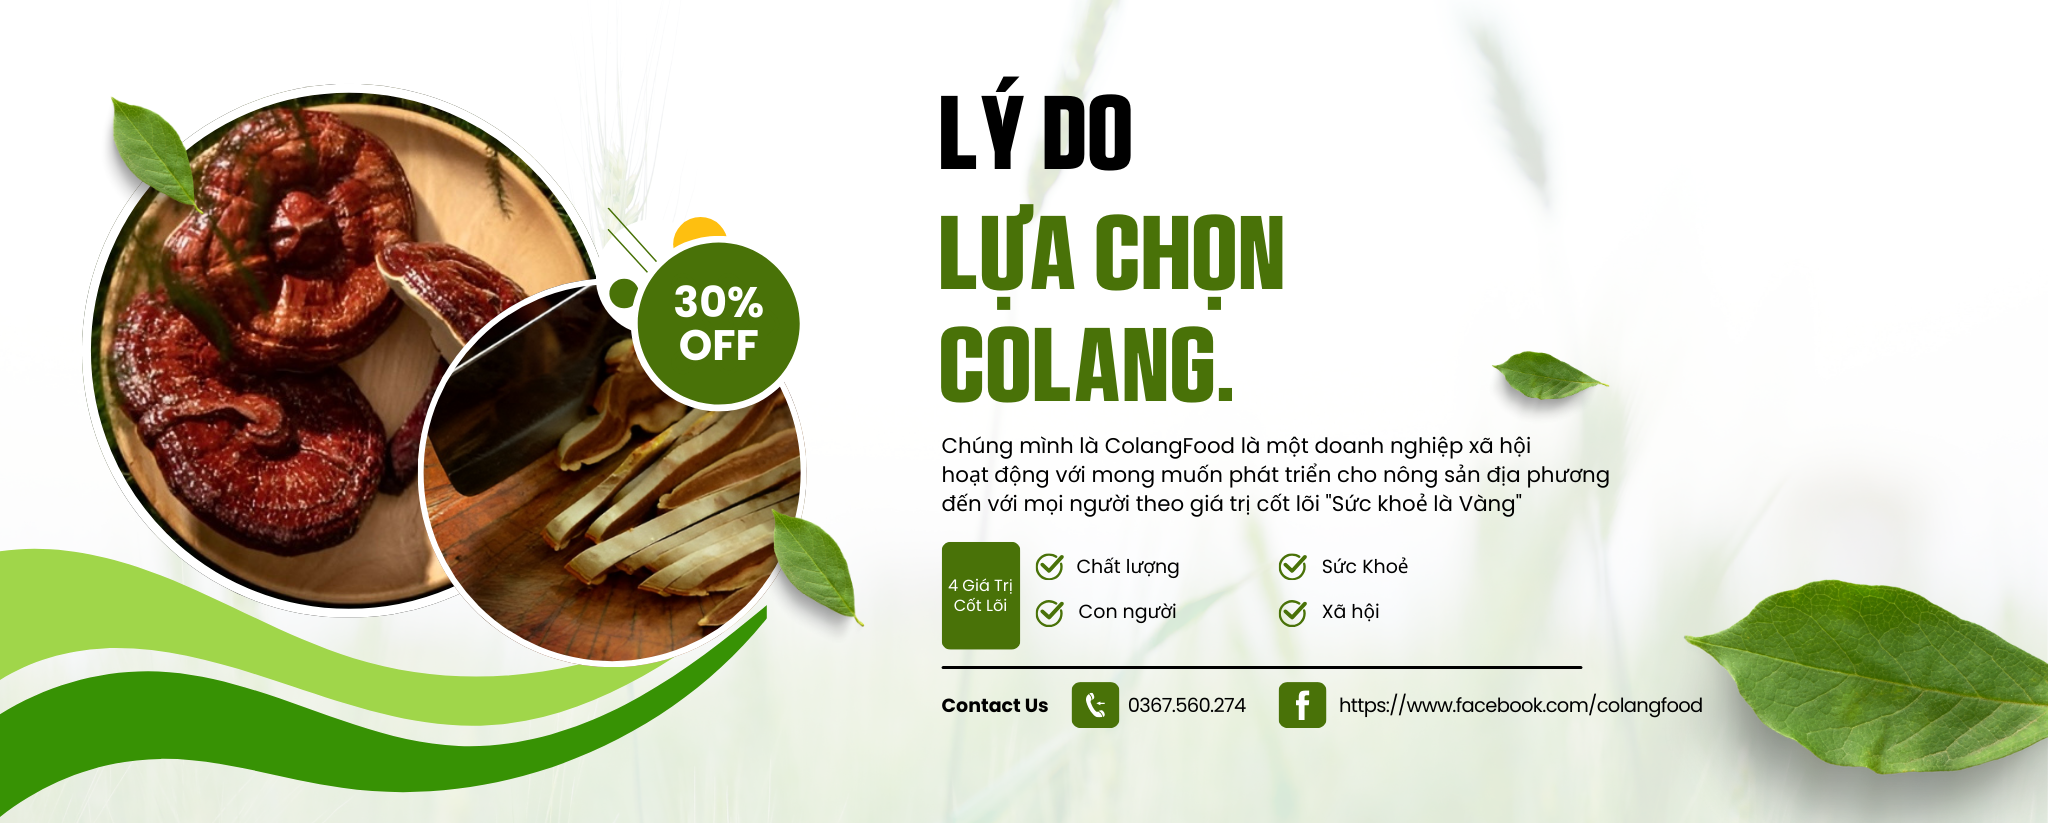 30%
OFF
LÝ DO
LỰA CHỌN
COLANG.
Chúng mình là ColangFood là một doanh nghiệp xã hội
hoạt động với mong muốn phát triển cho nông sản địa phương
đến với mọi người theo giá trị cốt lõi "Sức khoẻ là Vàng"
4 Giá Trị
Cốt Lõi
Chất lượng
Sức Khoẻ
Con người
Xã hội
Contact Us
0367.560.274
https://www.facebook.com/colangfood